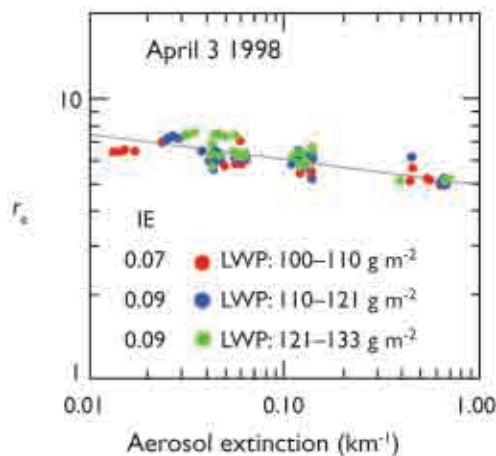 April 3 1998
10
rₑ
IE
0.07 LWP: 100–110 g m⁻²
0.09 LWP: 110–121 g m⁻²
0.09 LWP: 121–133 g m⁻²
1
0.01 0.10 1.00
Aerosol extinction (km⁻¹)